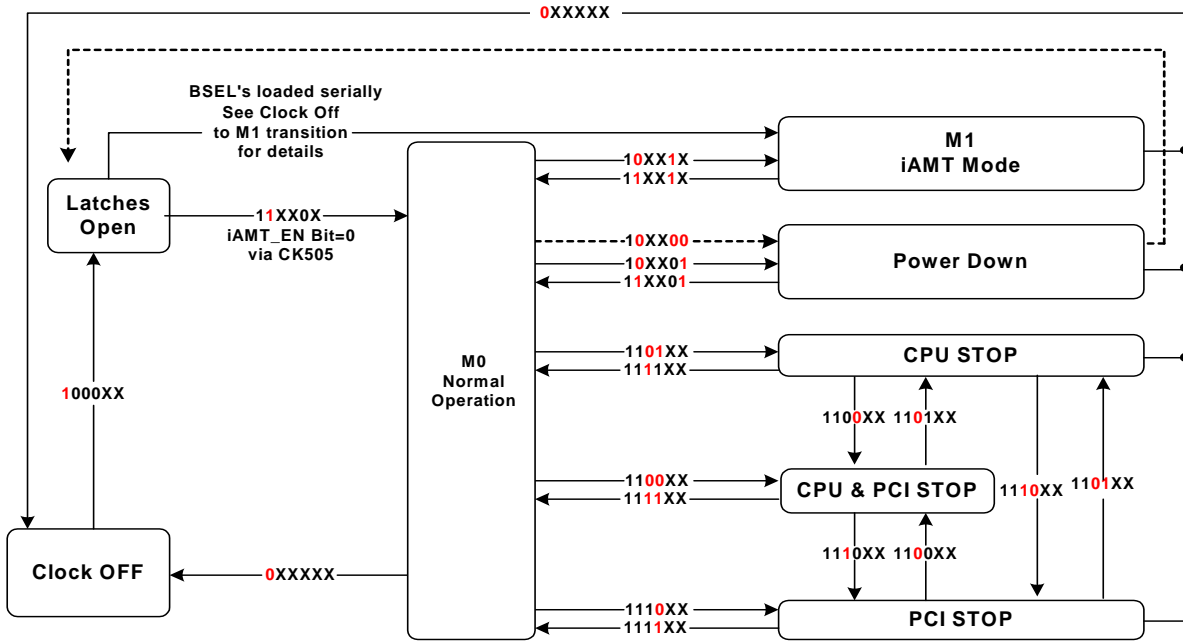 0XXXXX
BSEL's loaded serially
See Clock Off
to M1 transition
for details
M1
iAMT Mode
10XX1X
11XX1X
Latches
Open
11XX0X
iAMT_EN Bit=0
via CK505
10XX00
10XX01
11XX01
Power Down
M0
Normal
Operation
1101XX
1111XX
CPU STOP
1000XX
1100XX
1101XX
1100XX
1111XX
CPU & PCI STOP
1110XX
1101XX
1110XX
1100XX
Clock OFF
0XXXXX
1110XX
1111XX
PCI STOP